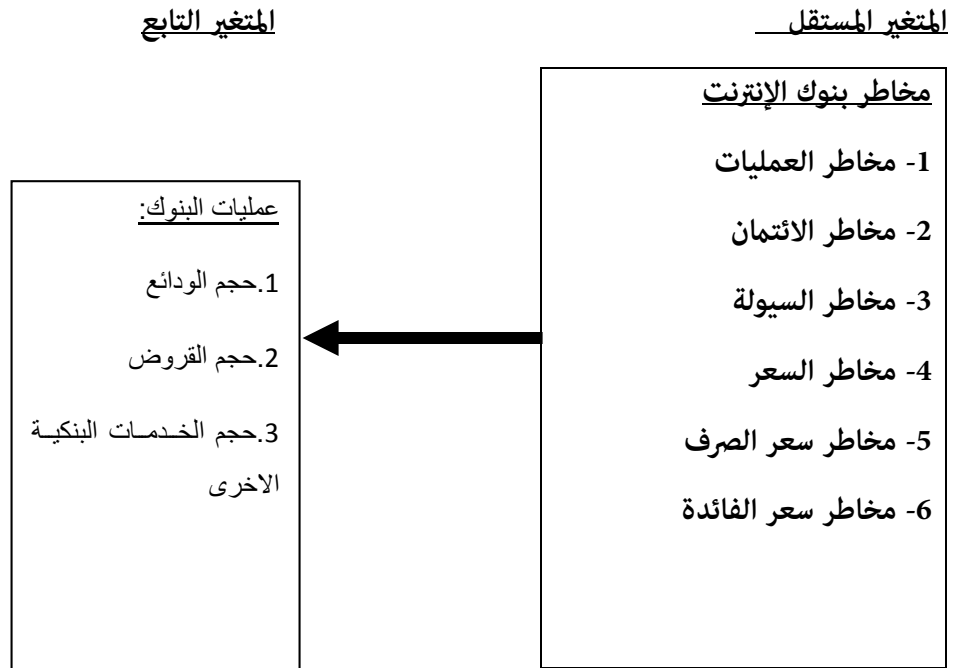 المتغير المستقل
المتغير التابع
مخاطر بنوك الإنترنت
1- مخاطر العمليات
2- مخاطر الائتمان
3- مخاطر السيولة
4- مخاطر السعر
5- مخاطر سعر الصرف
6- مخاطر سعر الفائدة
عمليات البنوك:
1.حجم الودائع
2.حجم القروض
3.حجم الخدمات البنكية
الاخرى